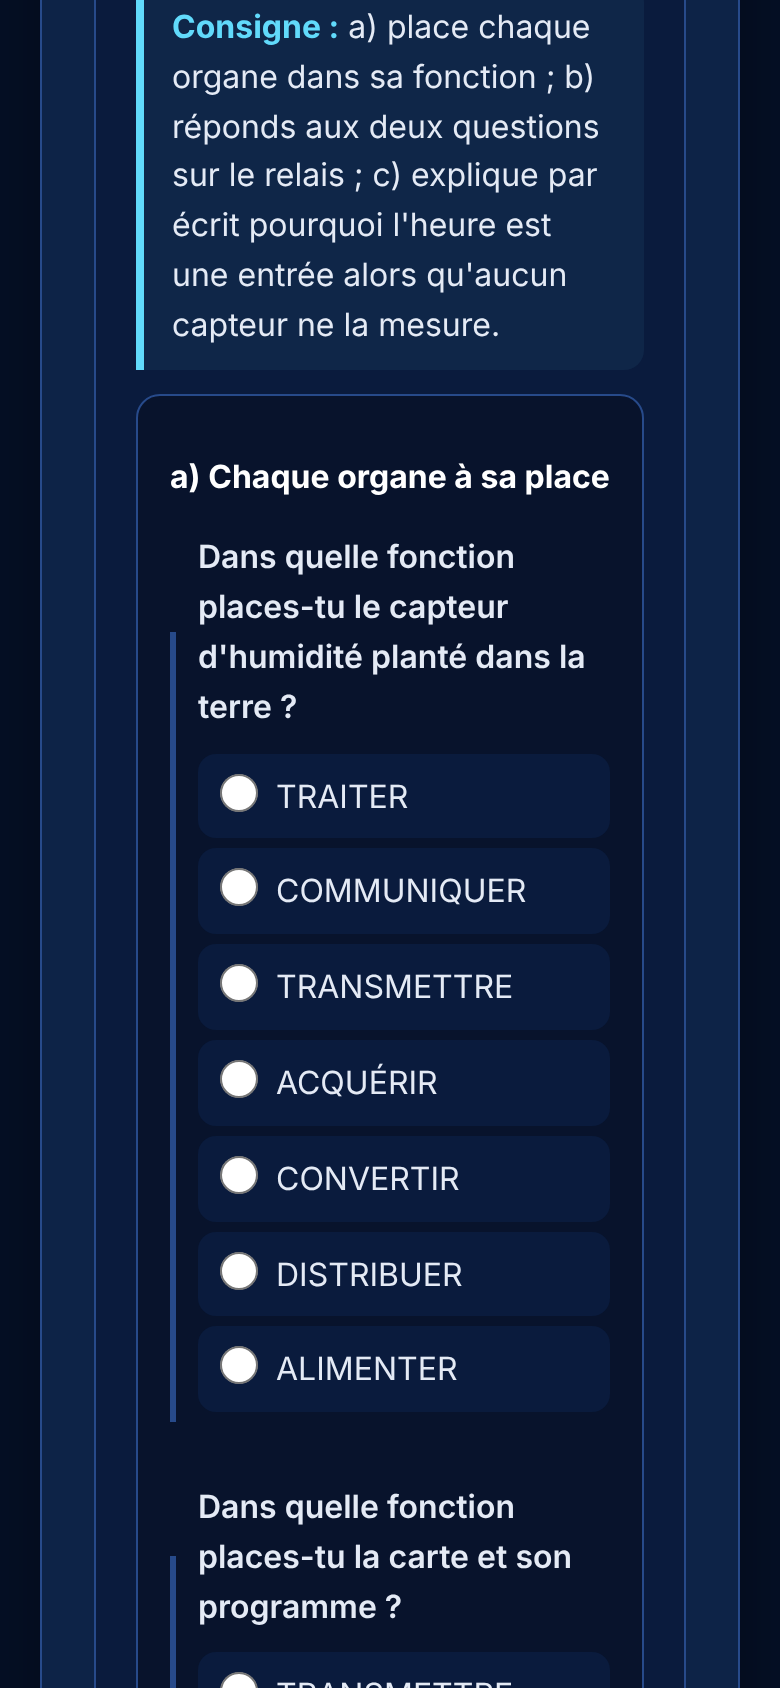 Consigne : a) place chaque
organe dans sa fonction ; b)
réponds aux deux questions
sur le relais ; c) explique par
écrit pourquoi l'heure est
une entrée alors qu'aucun
capteur ne la mesure.
a) Chaque organe à sa place
Dans quelle fonction
places-tu le capteur
d'humidité planté dans la
terre ?
TRAITER
COMMUNIQUER
TRANSMETTRE
ACQUÉRIR
CONVERTIR
DISTRIBUER
ALIMENTER
Dans quelle fonction
places-tu la carte et son
programme ?
TRANSMETTRE